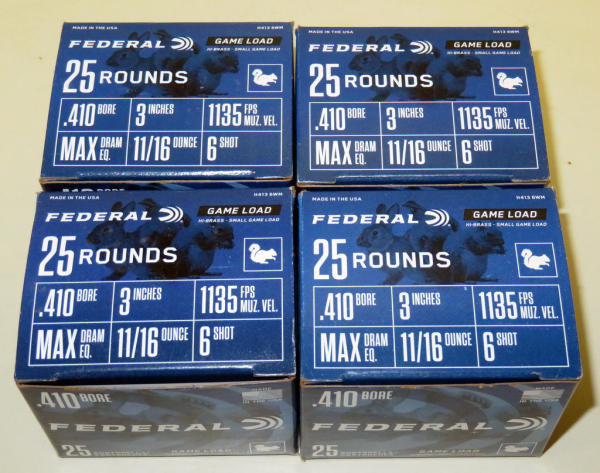 MADE IN THE USA H413 6WM
FEDERAL GAME LOAD
HI-BRASS - SMALL GAME LOAD
25 ROUNDS
.410 BORE 3 INCHES 1135 FPS MUZ. VEL.
MAX DRAM EQ. 11/16 OUNCE 6 SHOT
MADE IN THE USA H413 6WM
FEDERAL GAME LOAD
HI-BRASS - SMALL GAME LOAD
25 ROUNDS
.410 BORE 3 INCHES 1135 FPS MUZ. VEL.
MAX DRAM EQ. 11/16 OUNCE 6 SHOT
.410 BORE
MADE IN THE USA H413 6WM
FEDERAL GAME LOAD
HI-BRASS - SMALL GAME LOAD
25 ROUNDS
.410 BORE 3 INCHES 1135 FPS MUZ. VEL.
MAX DRAM EQ. 11/16 OUNCE 6 SHOT
.410 BORE
FEDERAL
25 GAME LOAD
MADE IN THE USA H413 6WM
FEDERAL GAME LOAD
HI-BRASS - SMALL GAME LOAD
25 ROUNDS
.410 BORE 3 INCHES 1135 FPS MUZ. VEL.
MAX DRAM EQ. 11/16 OUNCE 6 SHOT
.410 BORE MADE
IN THE USA
FEDERAL
25 GAME LOAD